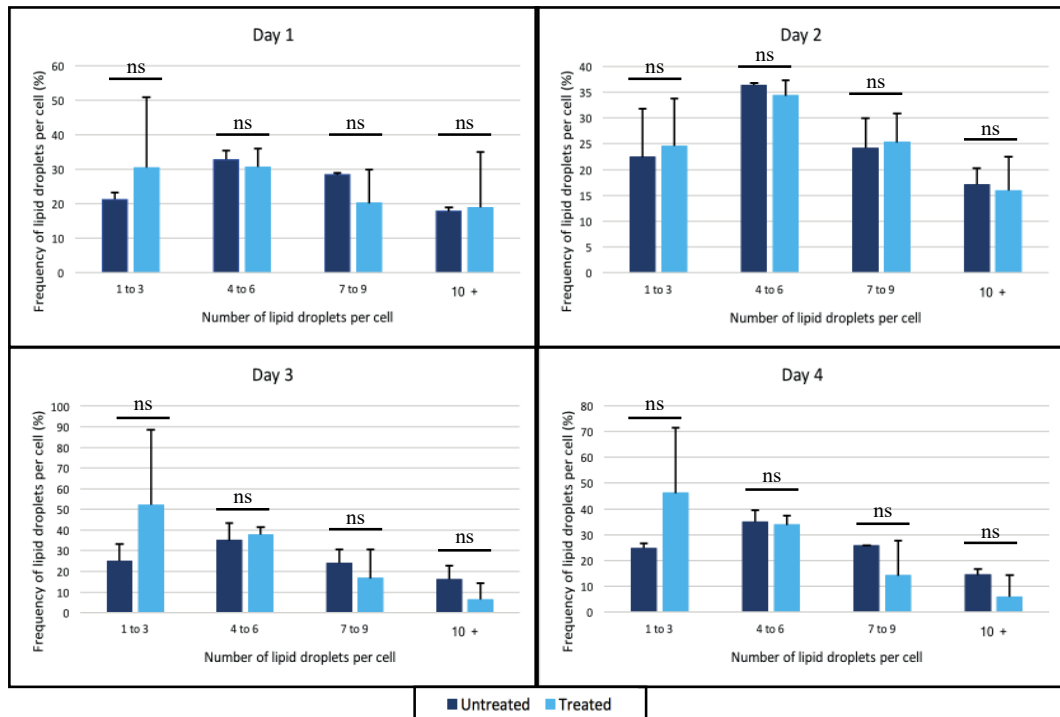 Day 1
Frequency of lipid droplets per cell (%)
60
50
40
30
20
10
0
ns
ns
ns
ns
1 to 3
4 to 6
7 to 9
10 +
Number of lipid droplets per cell
Day 2
Frequency of lipid droplets per cell (%)
40
35
30
25
20
15
10
5
0
ns
ns
ns
ns
1 to 3
4 to 6
7 to 9
10 +
Number of lipid droplets per cell
Day 3
Frequency of lipid droplets per cell (%)
100
90
80
70
60
50
40
30
20
10
0
ns
ns
ns
ns
1 to 3
4 to 6
7 to 9
10 +
Number of lipid droplets per cell
Day 4
Frequency of lipid droplets per cell (%)
80
70
60
50
40
30
20
10
0
ns
ns
ns
ns
1 to 3
4 to 6
7 to 9
10 +
Number of lipid droplets per cell
Untreated Treated